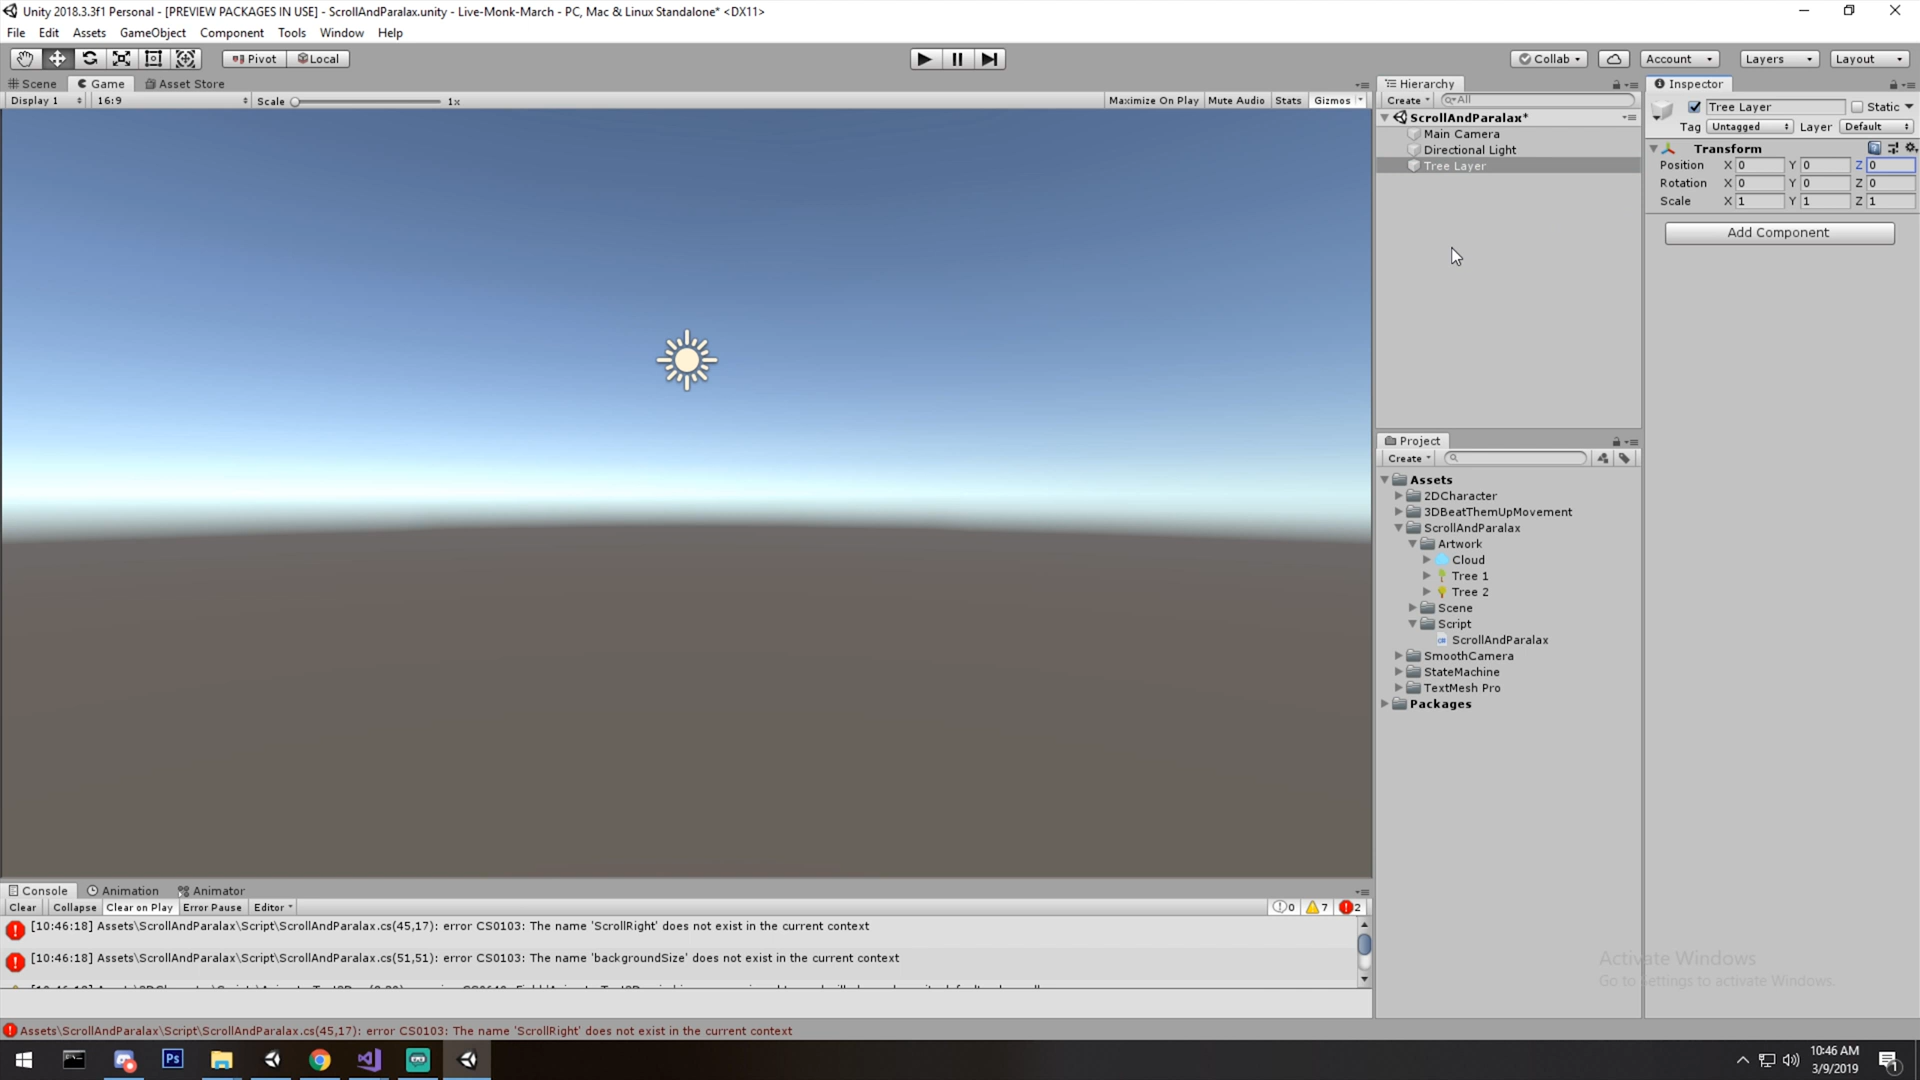 Unity 2018.3.3f1 Personal - [PREVIEW PACKAGES IN USE] - ScrollAndParalax.unity - Live-Monk-March - PC, Mac & Linux Standalone* <DX11>
File Edit Assets GameObject Component Tools Window Help
Pivot Local Collab Account Layers Layout
Scene Game Asset Store
Display 1 16:9 Scale 1x Maximize On Play Mute Audio Stats Gizmos
Hierarchy
Create All
ScrollAndParalax*
Main Camera
Directional Light
Tree Layer
Inspector
Tree Layer Static
Tag Untagged Layer Default
Transform
Position X 0 Y 0 Z 0
Rotation X 0 Y 0 Z 0
Scale X 1 Y 1 Z 1
Add Component
Project
Create
Assets
2DCharacter
3DBeatThemUpMovement
ScrollAndParalax
Artwork
Cloud
Tree 1
Tree 2
Scene
Script
ScrollAndParalax
SmoothCamera
StateMachine
TextMesh Pro
Packages
Console Animation Animator
Clear Collapse Clear on Play Error Pause Editor 0 7 2
[10:46:18] Assets\ScrollAndParalax\Script\ScrollAndParalax.cs(45,17): error CS0103: The name 'ScrollRight' does not exist in the current context
[10:46:18] Assets\ScrollAndParalax\Script\ScrollAndParalax.cs(51,51): error CS0103: The name 'backgroundSize' does not exist in the current context
Activate Windows
Go to Settings to activate Windows.
Assets\ScrollAndParalax\Script\ScrollAndParalax.cs(45,17): error CS0103: The name 'ScrollRight' does not exist in the current context
Ps
10:46 AM
3/9/2019
1